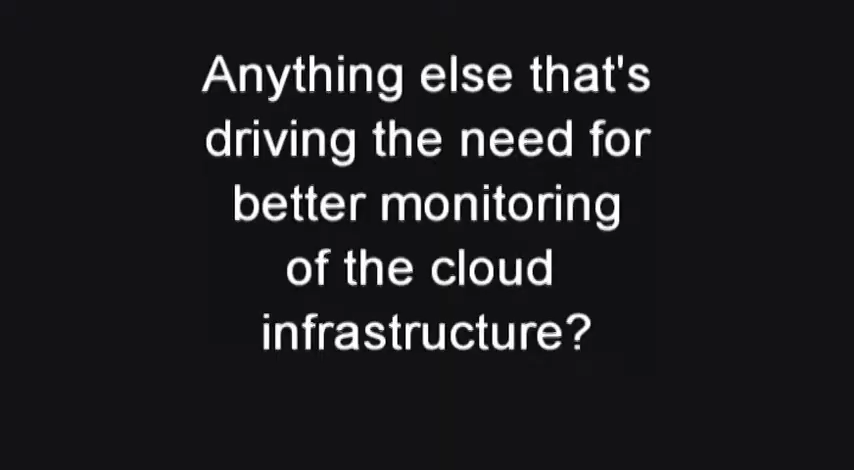 Anything else that's
driving the need for
better monitoring
of the cloud
infrastructure?